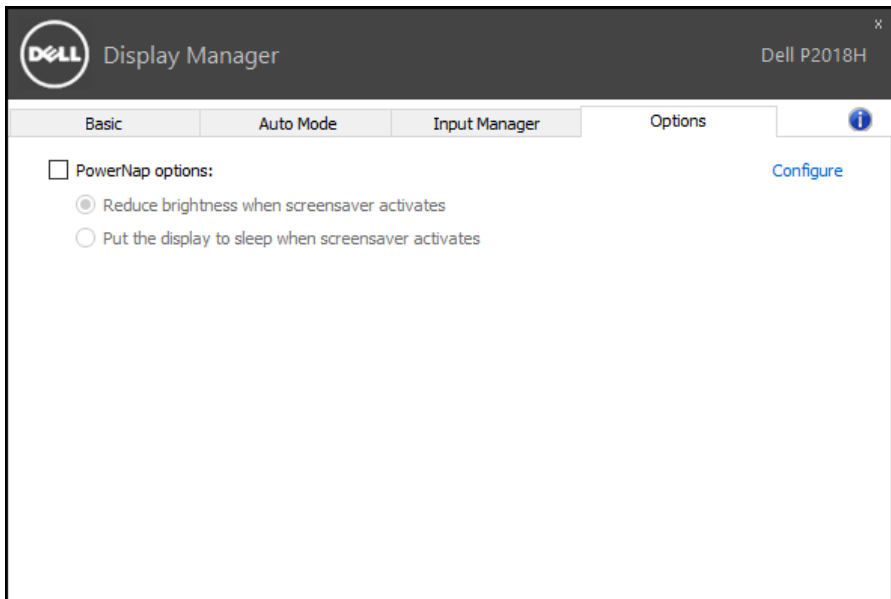 x
DELL Display Manager Dell P2018H
Basic Auto Mode Input Manager Options i
PowerNap options: Configure
Reduce brightness when screensaver activates
Put the display to sleep when screensaver activates